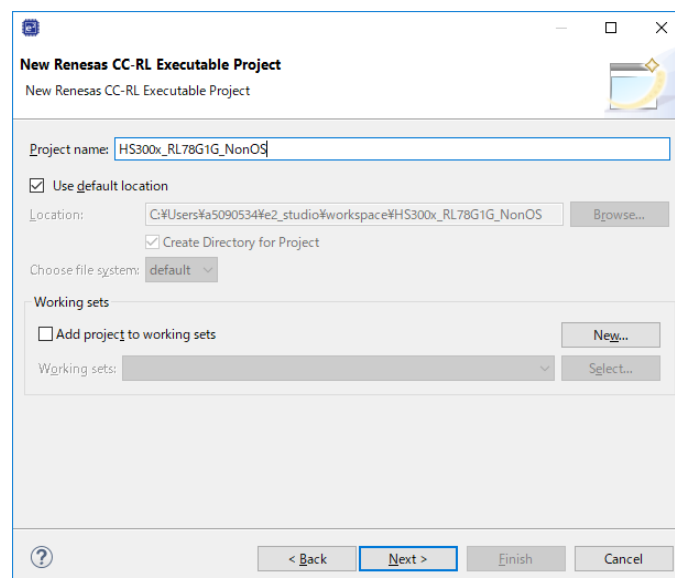 New Renesas CC-RL Executable Project
New Renesas CC-RL Executable Project
Project name: HS300x_RL78G1G_NonOS
Use default location
Location: C:¥Users¥a5090534¥e2_studio¥workspace¥HS300x_RL78G1G_NonOS Browse...
Create Directory for Project
Choose file system: default
Working sets
Add project to working sets New...
Working sets: Select...
? < Back Next > Finish Cancel